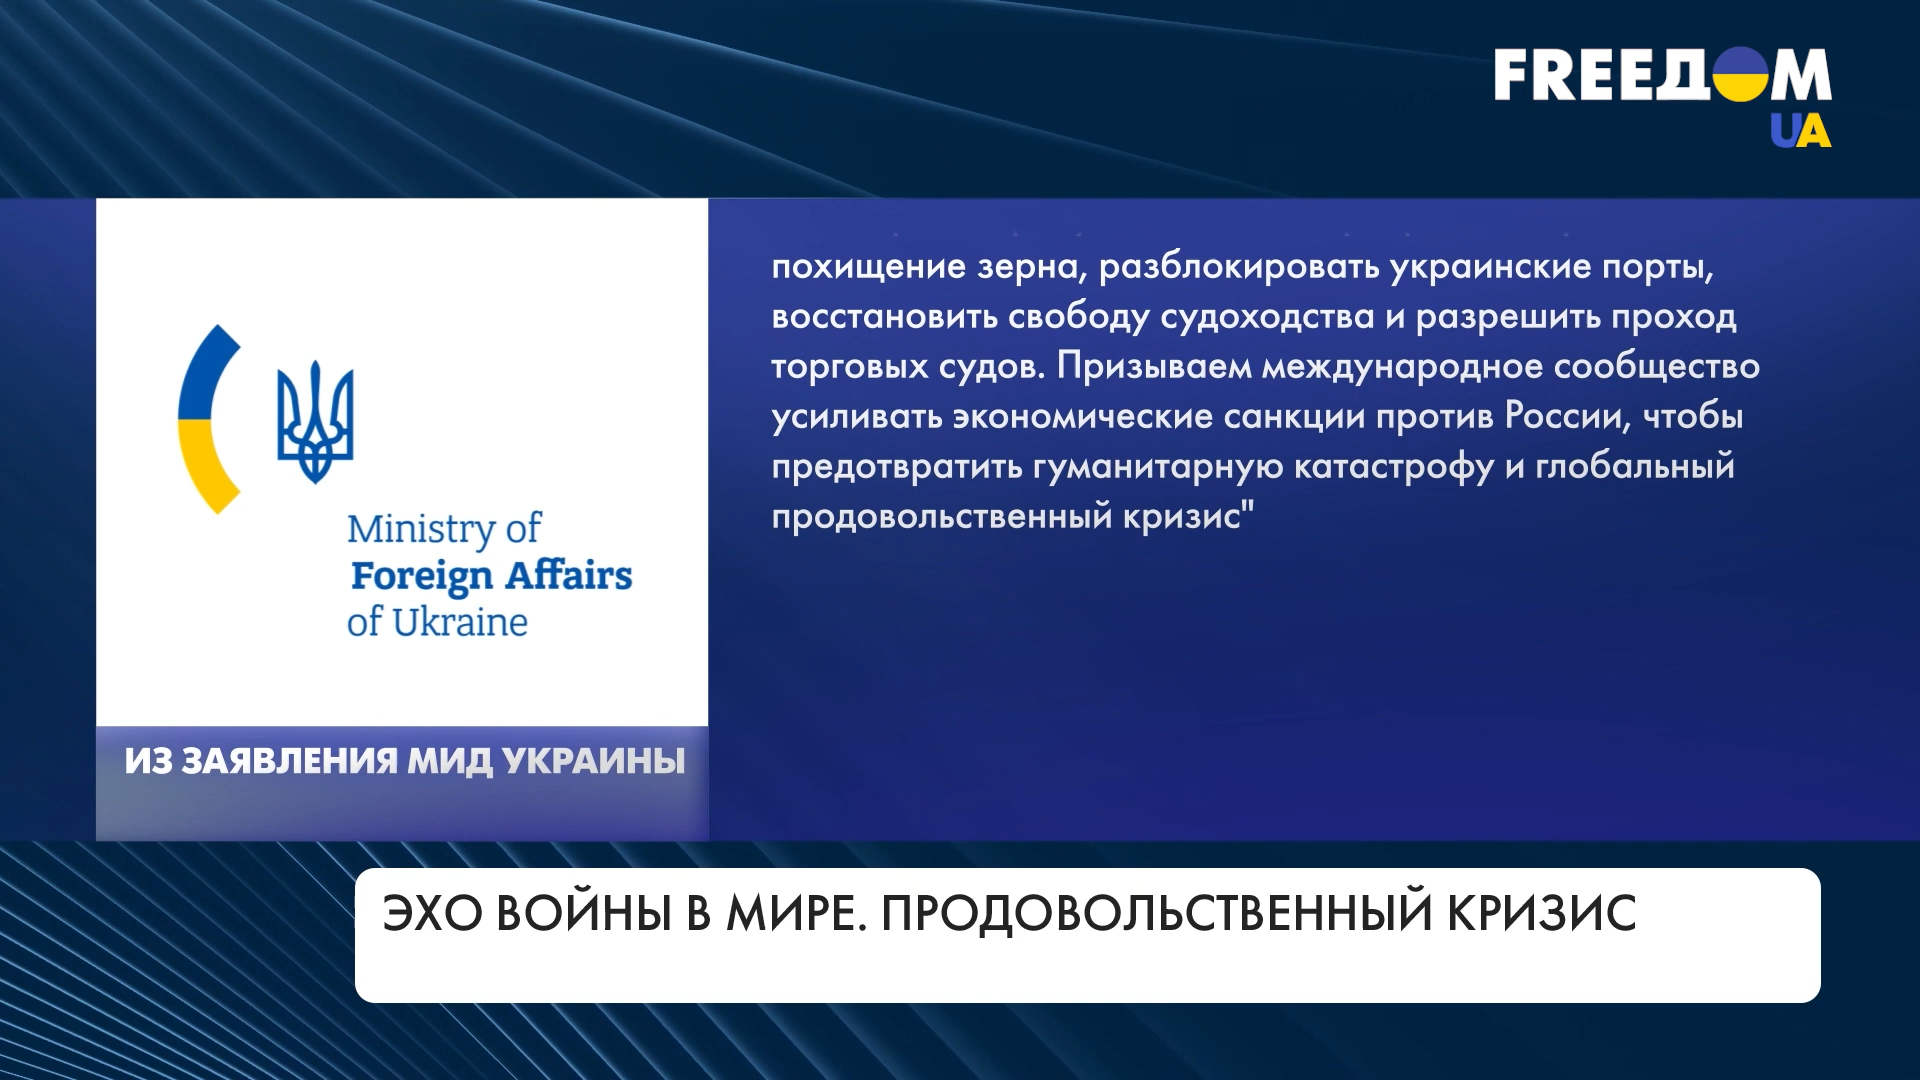 FREEДOM
UA
похищение зерна, разблокировать украинские порты,
восстановить свободу судоходства и разрешить проход
торговых судов. Призываем международное сообщество
усиливать экономические санкции против России, чтобы
предотвратить гуманитарную катастрофу и глобальный
продовольственный кризис"
Ministry of
Foreign Affairs
of Ukraine
ИЗ ЗАЯВЛЕНИЯ МИД УКРАИНЫ
ЭХО ВОЙНЫ В МИРЕ. ПРОДОВОЛЬСТВЕННЫЙ КРИЗИС